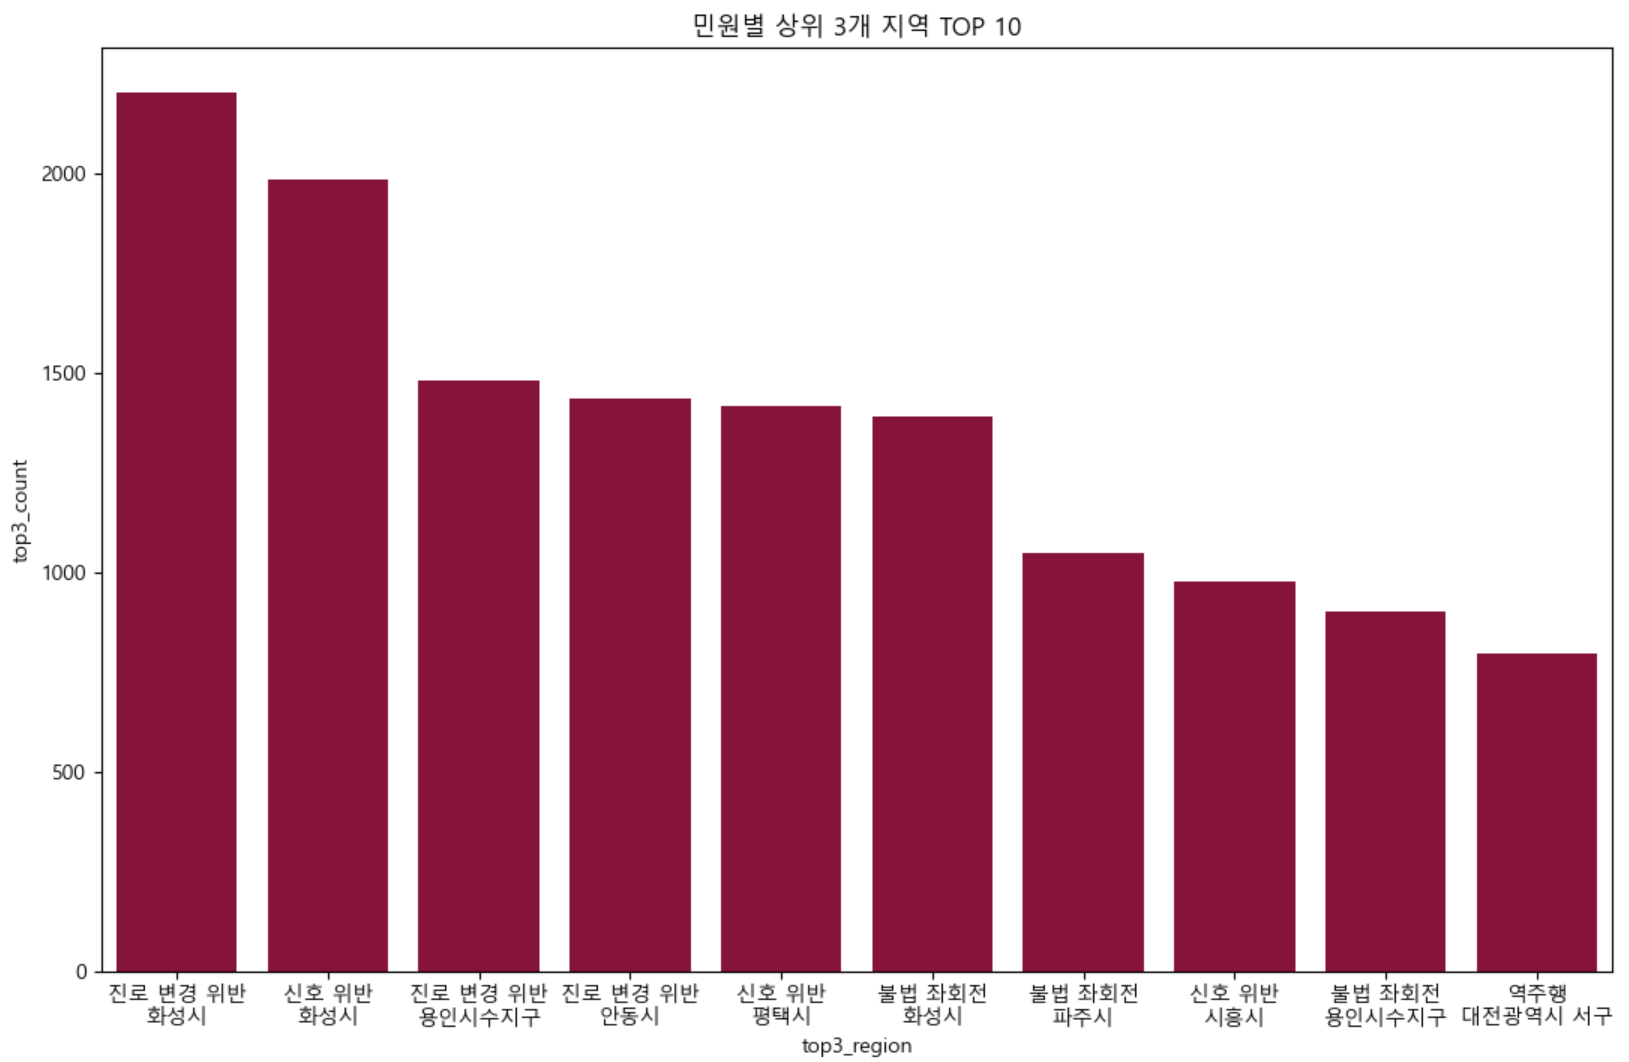 민원별 상위 3개 지역 TOP 10
top3_count
2000
1500
1000
500
0
진로 변경 위반
화성시
신호 위반
화성시
진로 변경 위반
용인시수지구
진로 변경 위반
안동시
신호 위반
평택시
불법 좌회전
화성시
불법 좌회전
파주시
신호 위반
시흥시
불법 좌회전
용인시수지구
역주행
대전광역시 서구
top3_region